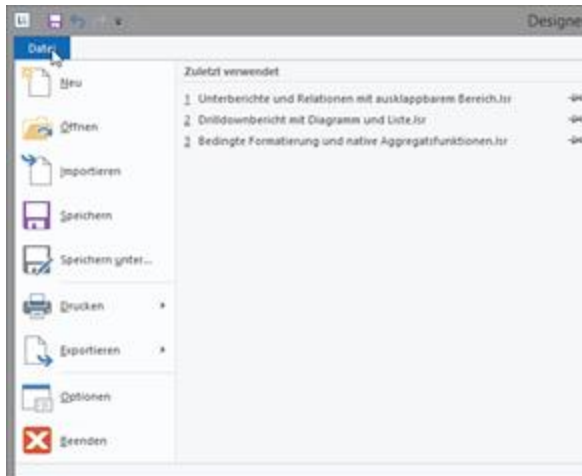 Designe
Datei
Neu
Öffnen
Importieren
Speichern
Speichern unter...
Drucken
Exportieren
Optionen
Beenden
Zuletzt verwendet
1 Unterberichte und Relationen mit ausklappbarem Bereich.lsr
2 Drilldownbericht mit Diagramm und Liste.lsr
3 Bedingte Formatierung und native Aggregatsfunktionen.lsr